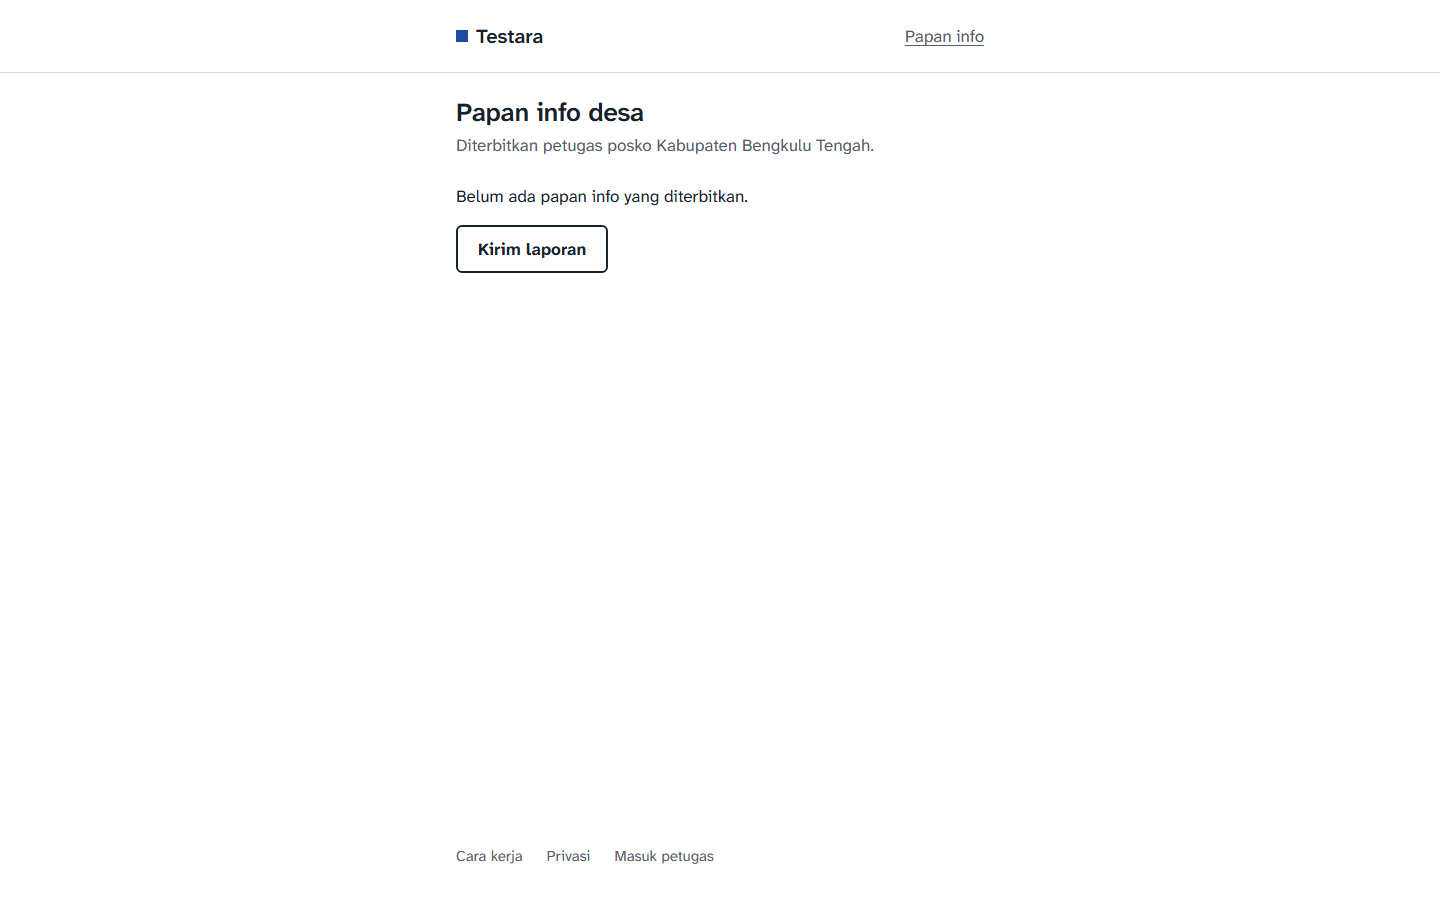 Testara
Papan info
Papan info desa
Diterbitkan petugas posko Kabupaten Bengkulu Tengah.
Belum ada papan info yang diterbitkan.
Kirim laporan
Cara kerja
Privasi
Masuk petugas